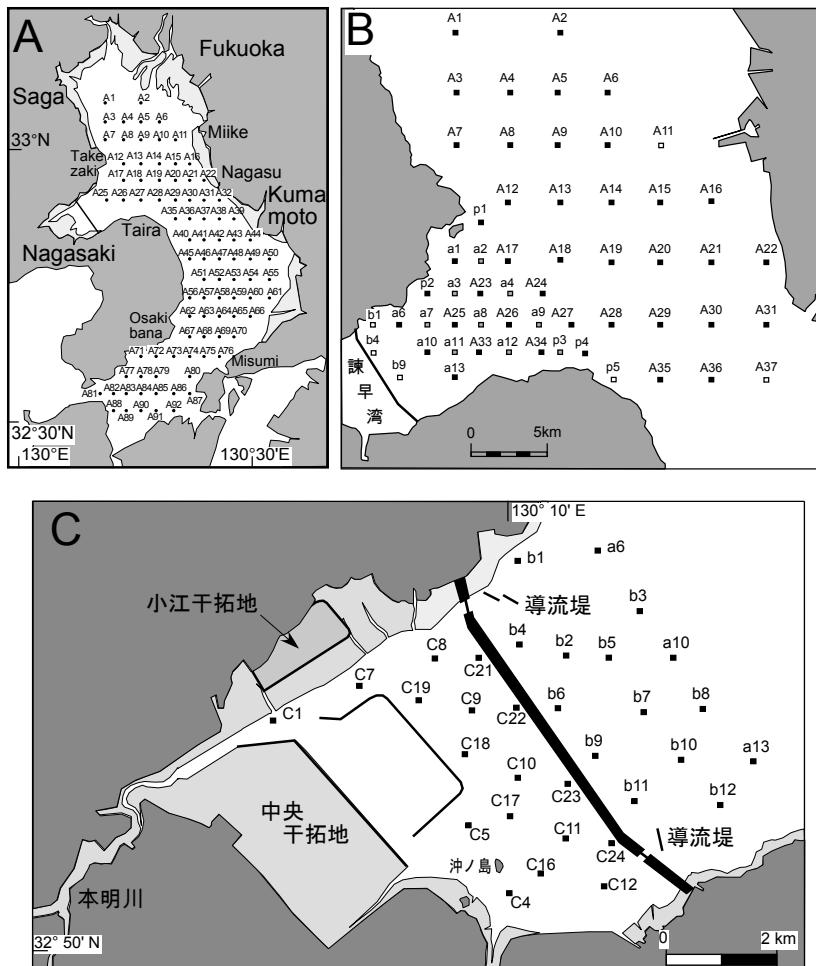 A
Fukuoka
Saga
A1 A2
A3 A4 A5 A6
Miike
33°N
A7 A8 A9 A10 A11
Take
zaki
A12 A13 A14 A15 A16
Nagasu
A17 A18 A19 A20 A21 A22
Kuma
moto
A25 A26 A27 A28 A29 A30 A31 A32
A35 A36 A37 A38 A39
Taira
A40 A41 A42 A43 A44
Nagasaki
A45 A46 A47 A48 A49 A50
A51 A52 A53 A54 A55
A56 A57 A58 A59 A60 A61
Osaki
bana
A62 A63 A64 A65 A66
A67 A68 A69 A70
A71 A72 A73 A74 A75 A76
Misumi
A77 A78 A79 A80
A81 A82 A83 A84 A85 A86 A87
A88 A90 A92
A89 A91
32°30'N
130°E
130°30'E
B
A1 A2
A3 A4 A5 A6
A7 A8 A9 A10 A11
A12 A13 A14 A15 A16
p1
a1 a2 A17 A18 A19 A20 A21 A22
p2 a3 A23 a4 A24
b1 a6 a7 A25 a8 A26 a9 A27 A28 A29 A30 A31
b4 a10 a11 A33 a12 A34 p3 p4
b9 a13 p5 A35 A36 A37
諫
早
湾
0 5km
C
130° 10' E
b1 a6
小江干拓地
導流堤
b3
b4 b2 b5 a10
C8 C21
C7
C19 C9 C22 b6 b7 b8
C1
C18 b9 b10 a13
C10 C23 b11 b12
中央
干拓地
C17
C5 C11 C24
導流堤
沖ノ島
C16 C12
C4
本明川
32° 50' N
0 2 km